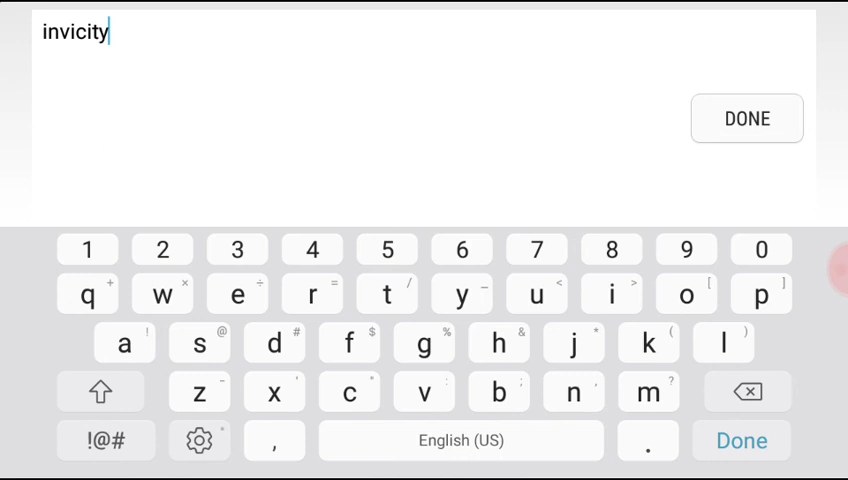 invicity
DONE
1 2 3 4 5 6 7 8 9 0
q + w × e ÷ r = t / y _ u < i > o [ p ]
a ! s @ d # f $ g % h & j * k ( l )
z - x ' c " v : b ; n , m ?
!@# , English (US) . Done